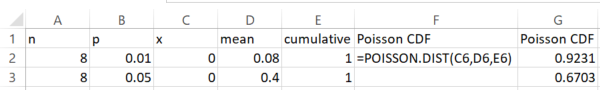 A B C D E F G
1 n p x mean cumulative Poisson CDF Poisson CDF
2 8 0.01 0 0.08 1 =POISSON.DIST(C6,D6,E6) 0.9231
3 8 0.05 0 0.4 1 0.6703